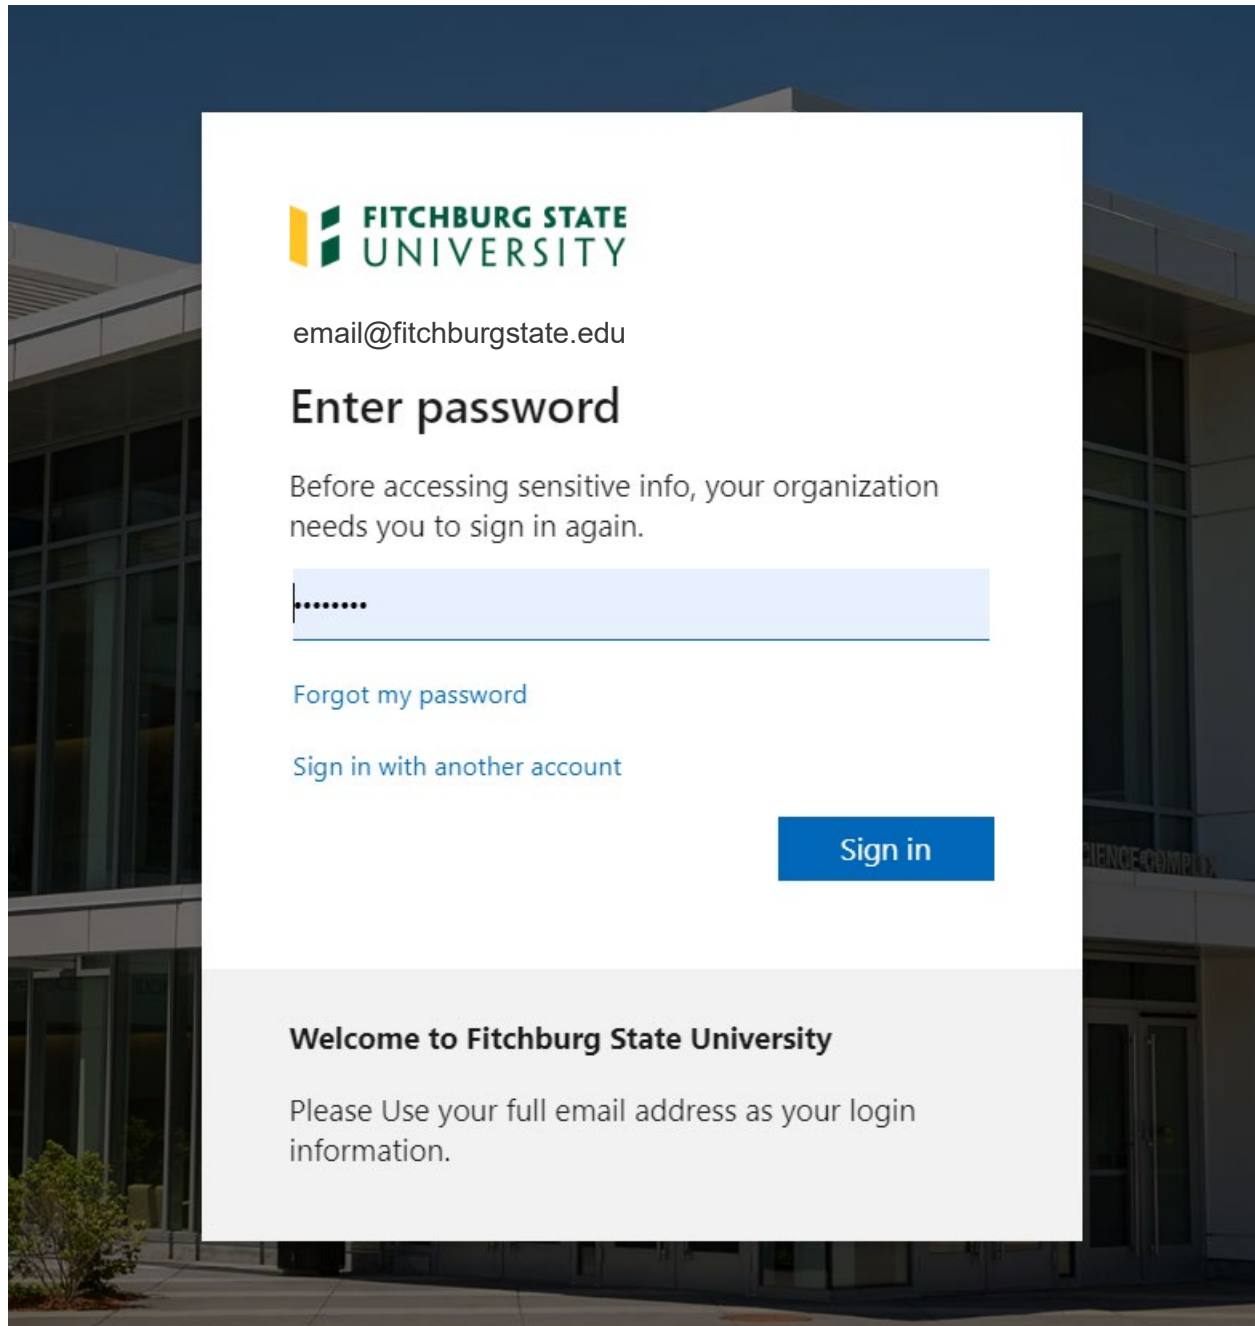 FITCHBURG STATE
UNIVERSITY
email@fitchburgstate.edu
Enter password
Before accessing sensitive info, your organization
needs you to sign in again.
••••••••
Forgot my password
Sign in with another account
Sign in
COMPLEX
Welcome to Fitchburg State University
Please Use your full email address as your login
information.